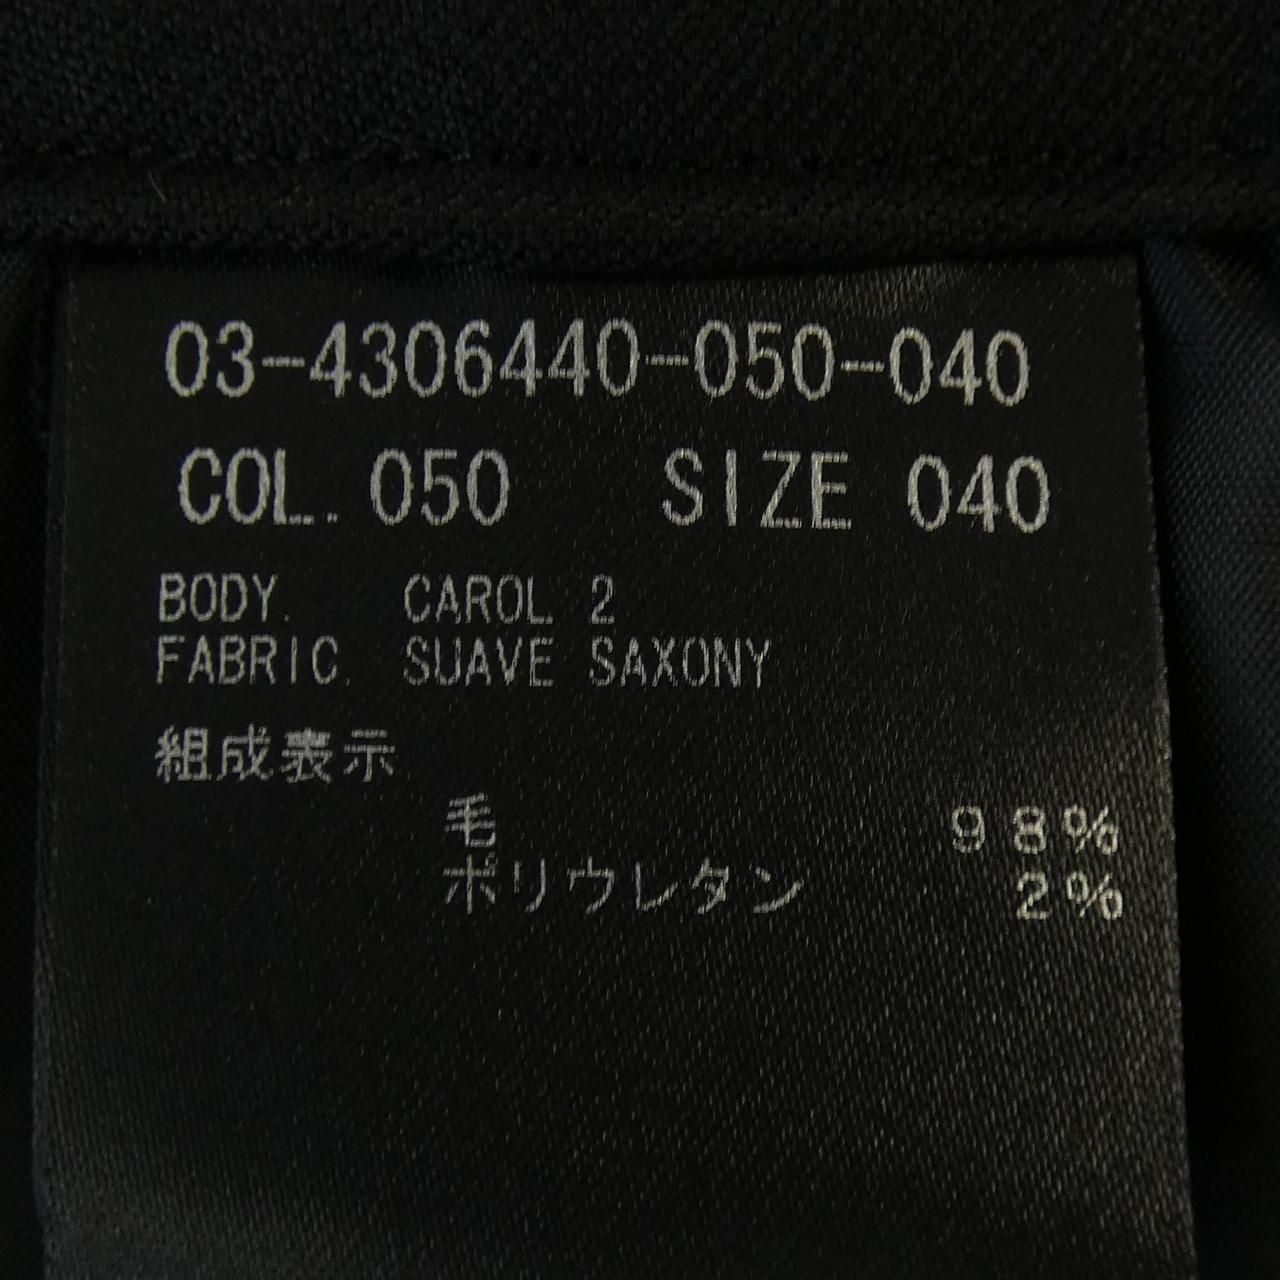 03-4306440-050-040
COL. 050 SIZE 040
BODY. CAROL 2
FABRIC. SUAVE SAXONY
組成表示
毛 98%
ポリウレタン 2%